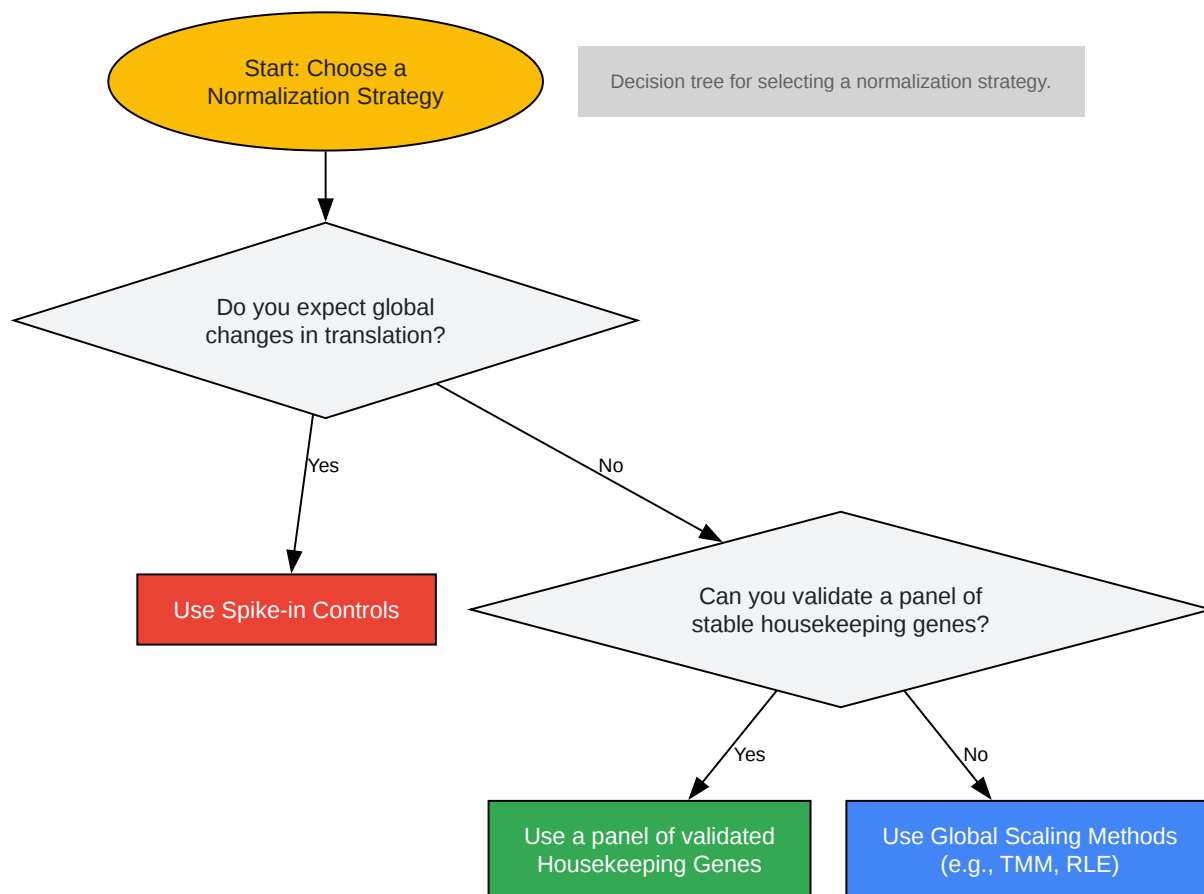 Start: Choose a
Normalization Strategy
Decision tree for selecting a normalization strategy.
Do you expect global
changes in translation?
Yes
No
Use Spike-in Controls
Can you validate a panel of
stable housekeeping genes?
Yes
No
Use a panel of validated
Housekeeping Genes
Use Global Scaling Methods
(e.g., TMM, RLE)